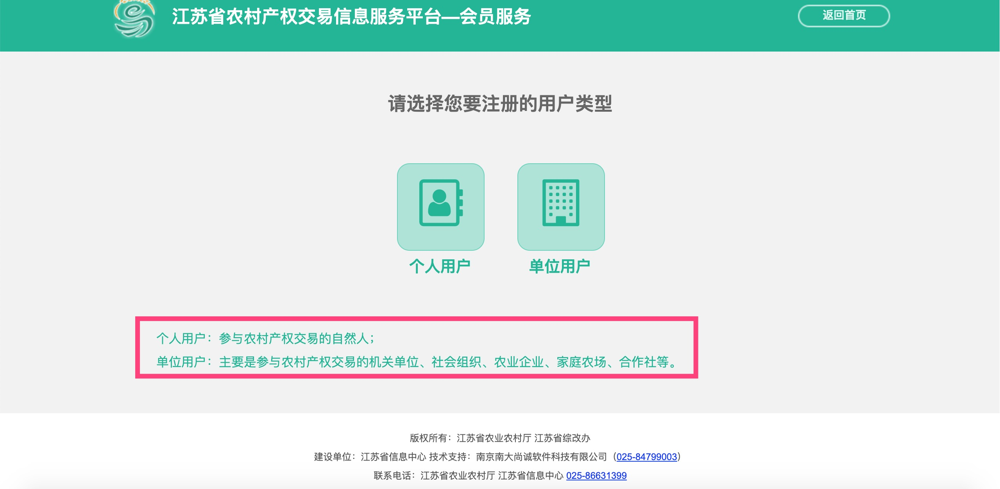 江苏省农村产权交易信息服务平台—会员服务
返回首页
请选择您要注册的用户类型
个人用户
单位用户
个人用户：参与农村产权交易的自然人；
单位用户：主要是参与农村产权交易的机关单位、社会组织、农业企业、家庭农场、合作社等。
版权所有：江苏省农业农村厅 江苏省综改办
建设单位：江苏省信息中心 技术支持：南京南大尚诚软件科技有限公司（025-84799003）
联系电话：江苏省农业农村厅 江苏省信息中心 025-86631399